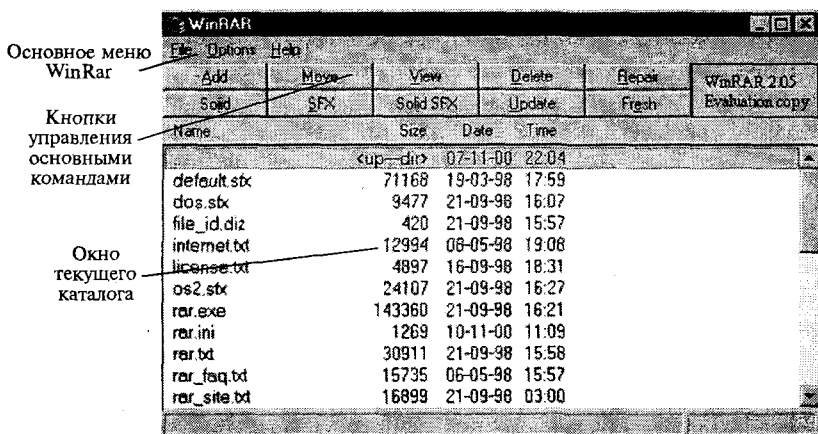 WinRAR
File Options Help
Основное меню
WinRar
Add Move View Delete Repair
WinRAR 2.05
Evaluation copy
Solid SFX Solid SFX Update Fresh
Кнопки
управления
основными
командами
Name Size Date Time
.. <up--dir> 07-11-00 22:04
default.sfx 71168 19-03-98 17:59
dos.sfx 9477 21-09-98 16:07
file_id.diz 420 21-09-98 15:57
internet.txt 12994 06-05-98 19:06
license.txt 4897 16-09-98 18:31
os2.sfx 24107 21-09-98 16:27
rar.exe 143360 21-09-98 16:21
rar.ini 1269 10-11-00 11:09
rar.txt 30911 21-09-98 15:58
rar_faq.txt 15735 06-05-98 15:57
rar_site.txt 16899 21-09-98 03:00
Окно
текущего
каталога